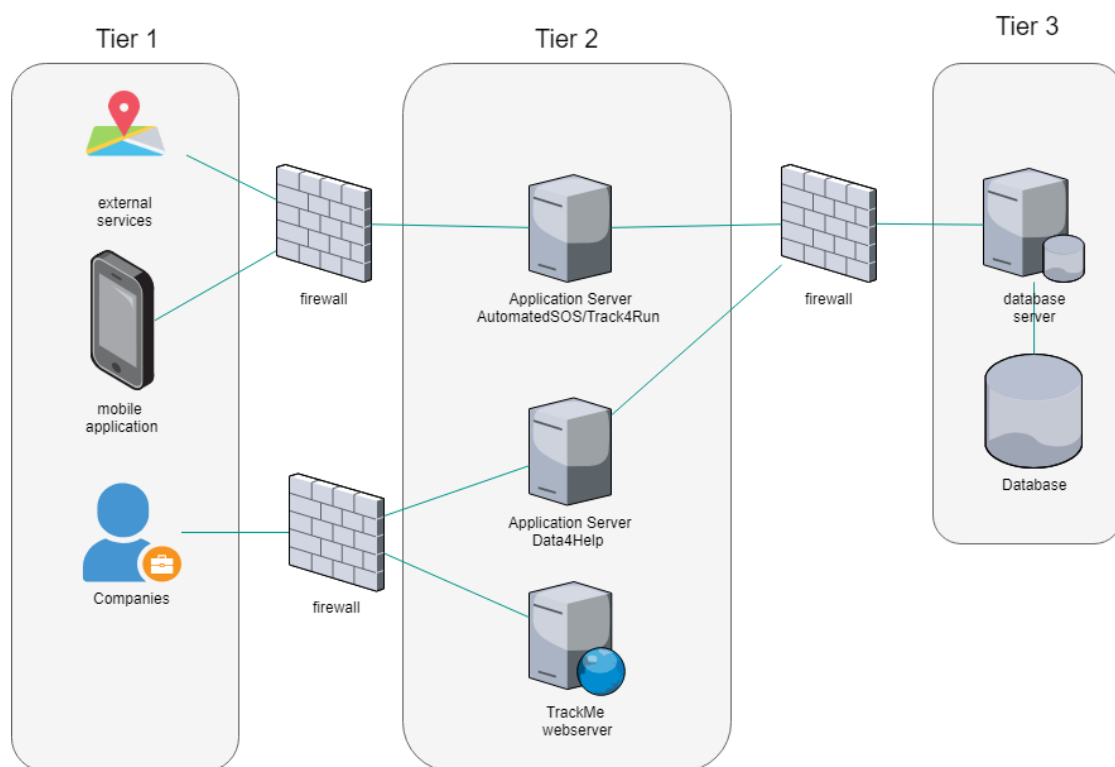 Tier 1
Tier 2
Tier 3
external
services
firewall
mobile
application
Application Server
AutomatedSOS/Track4Run
firewall
database
server
Database
Companies
firewall
Application Server
Data4Help
TrackMe
webserver